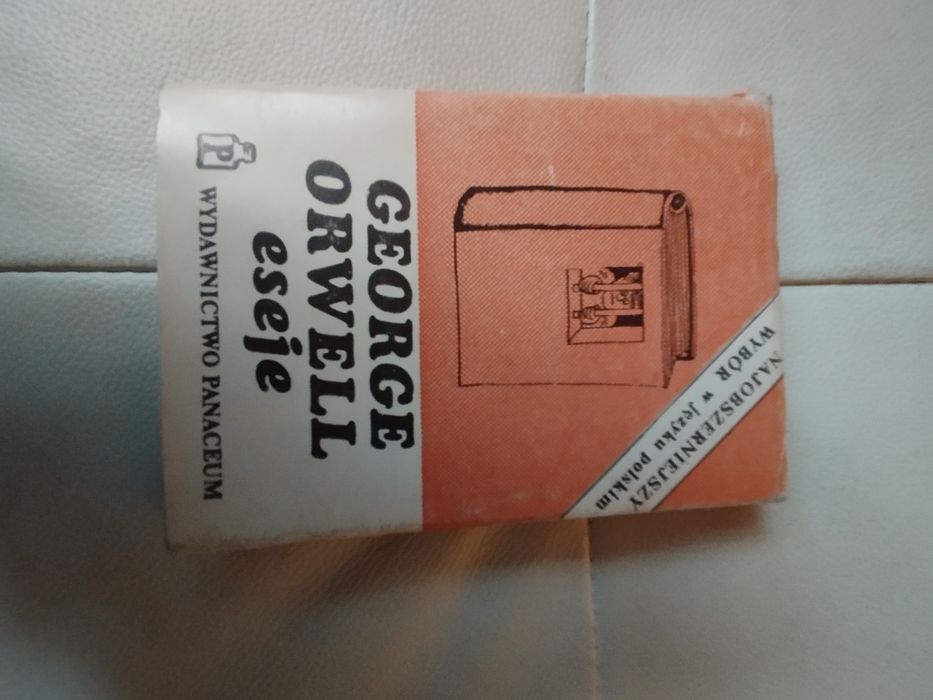 NAJOBSZERNIEJSZY
WYBÓR w języku polskim
GEORGE
ORWELL
eseje
P WYDAWNICTWO PANACEUM